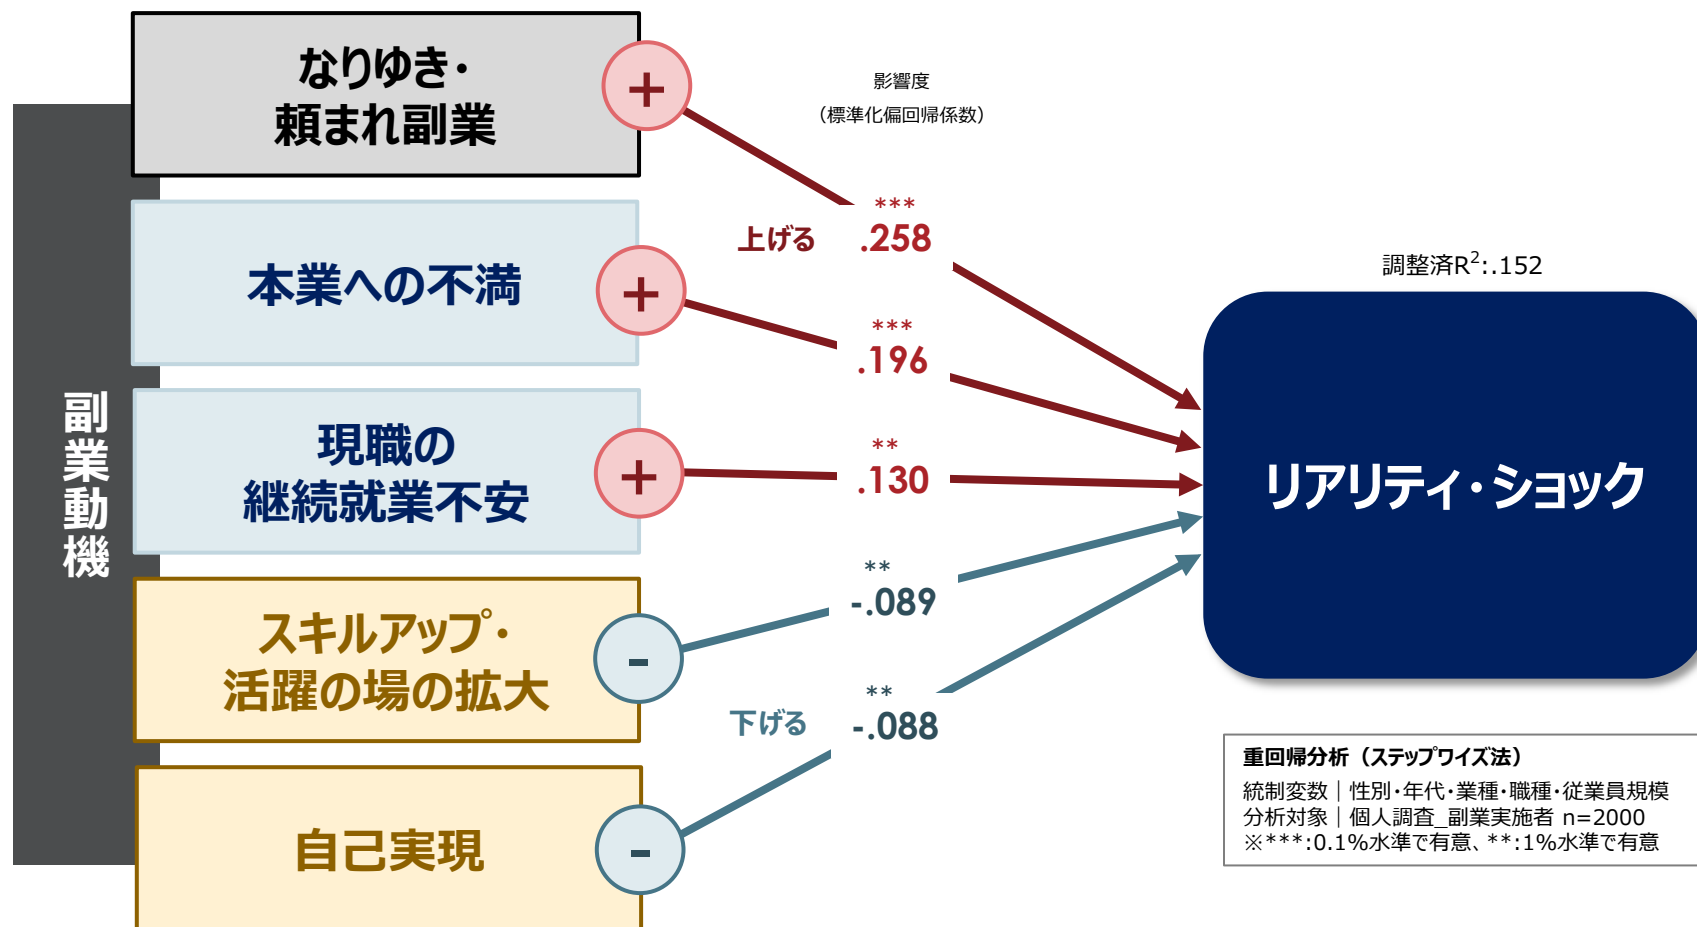 副業動機
なりゆき・
頼まれ副業
+
本業への不満
+
現職の
継続就業不安
+
スキルアップ・
活躍の場の拡大
-
自己実現
-
影響度
（標準化偏回帰係数）
上げる
***
.258
***
.196
**
.130
**
-.089
下げる
**
-.088
調整済R²:.152
リアリティ・ショック
重回帰分析（ステップワイズ法）
統制変数｜性別・年代・業種・職種・従業員規模
分析対象｜個人調査_副業実施者 n=2000
※***:0.1%水準で有意、**:1%水準で有意